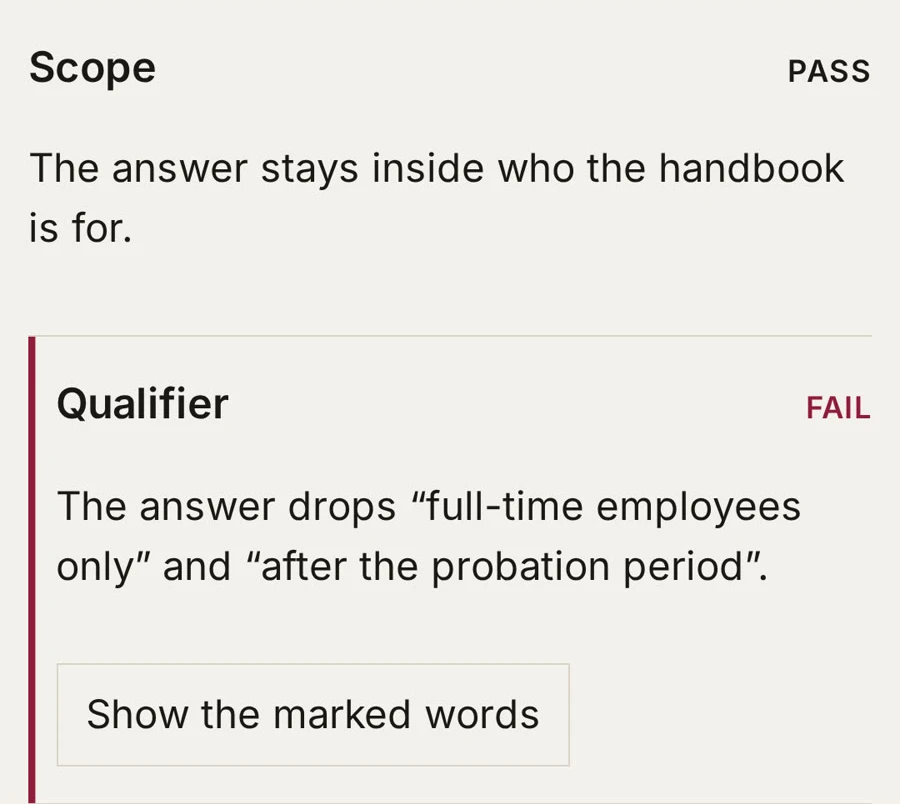 Scope
PASS
The answer stays inside who the handbook
is for.
Qualifier
FAIL
The answer drops “full-time employees
only” and “after the probation period”.
Show the marked words